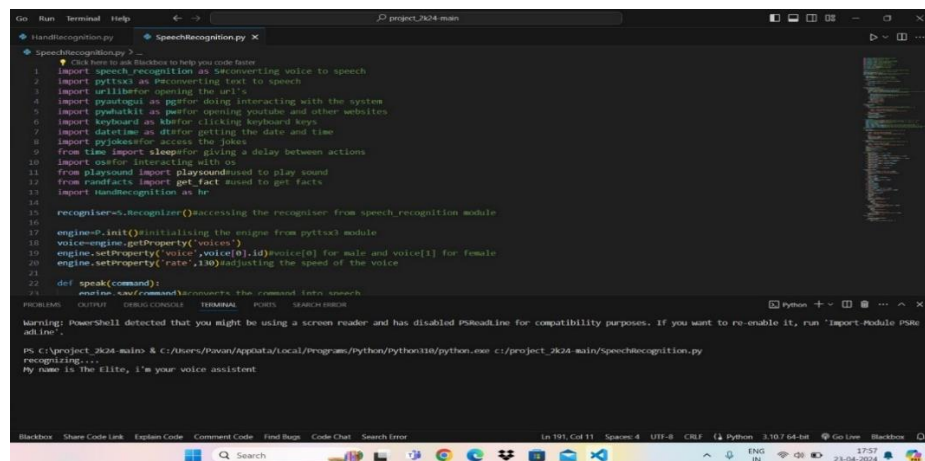 Go Run Terminal Help project_2k24-main
HandRecognition.py SpeechRecognition.py
SpeechRecognition.py > ...
Click here to ask Blackbox to help you code faster
1 import speech_recognition as S#converting voice to speech
2 import pyttsx3 as P#converting text to speech
3 import urllib#for opening the url's
4 import pyautogui as pg#for doing interacting with the system
5 import pywhatkit as pw#for opening youtube and other websites
6 import keyboard as kb#for clicking keyboard keys
7 import datetime as dt#for getting the date and time
8 import pyjokes#for access the jokes
9 from time import sleep#for giving a delay between actions
10 import os#for interacting with os
11 from playsound import playsound#used to play sound
12 from randfacts import get_fact #used to get facts
13 import HandRecognition as hr
14
15 recogniser=S.Recognizer()#accessing the recogniser from speech_recognition module
16
17 engine=P.init()#initialising the enigne from pyttsx3 module
18 voice=engine.getProperty('voices')
19 engine.setProperty('voice',voice[0].id)#voice[0] for male and voice[1] for female
20 engine.setProperty('rate',130)#adjusting the speed of the voice
21
22 def speak(command):
23 engine.say(command)#converts the command into speech
PROBLEMS OUTPUT DEBUG CONSOLE TERMINAL PORTS SEARCH ERROR Python
Warning: PowerShell detected that you might be using a screen reader and has disabled PSReadLine for compatibility purposes. If you want to re-enable it, run 'Import-Module PSRe
adLine'.
PS C:\project_2k24-main> & C:/Users/Pavan/AppData/Local/Programs/Python/Python310/python.exe c:/project_2k24-main/SpeechRecognition.py
recognizing....
My name is The Elite, i'm your voice assistent
Blackbox Share Code Link Explain Code Comment Code Find Bugs Code Chat Search Error Ln 191, Col 11 Spaces: 4 UTF-8 CRLF Python 3.10.7 64-bit Go Live Blackbox
Search ENG 17:57
IN 23-04-2024